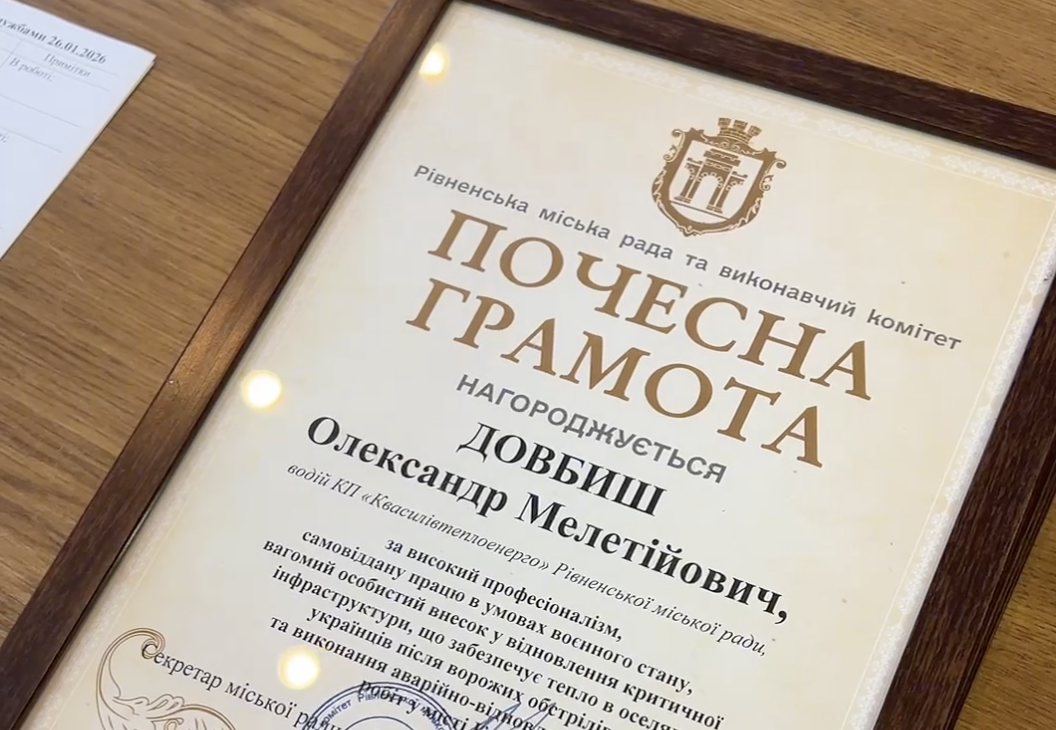 26.01.2026
Примітки
В роботі.
Рівненська міська рада та виконавчий комітет
ПОЧЕСНА
ГРАМОТА
НАГОРОДЖУЄТЬСЯ
ДОВБИШ
Олександр Мелетійович,
водій КП «Квасилівтеплоенерго» Рівненської міської ради,
за високий професіоналізм,
самовіддану працю в умовах воєнного стану,
вагомий особистий внесок у відновлення критичної
інфраструктури, що забезпечує тепло в оселях
українців після ворожих обстрілів
та виконання аварійно-відновл
робіт у місті
Секретар міської ради